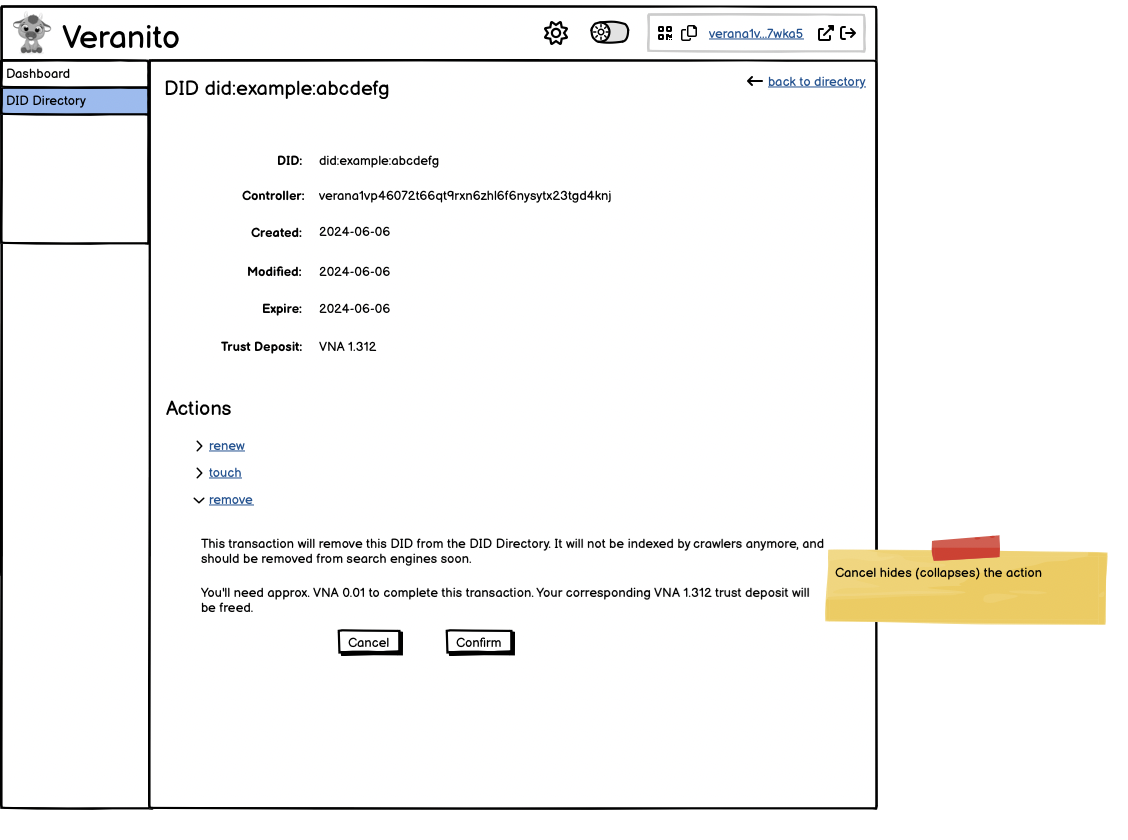 Veranito
verana1v...7wka5
Dashboard
DID Directory
DID did:example:abcdefg
back to directory
DID: did:example:abcdefg
Controller: verana1vp46072t66qt9rxn6zhl6f6nysytx23tgd4knj
Created: 2024-06-06
Modified: 2024-06-06
Expire: 2024-06-06
Trust Deposit: VNA 1.312
Actions
renew
touch
remove
This transaction will remove this DID from the DID Directory. It will not be indexed by crawlers anymore, and
should be removed from search engines soon.
You'll need approx. VNA 0.01 to complete this transaction. Your corresponding VNA 1.312 trust deposit will
be freed.
Cancel
Confirm
Cancel hides (collapses) the action